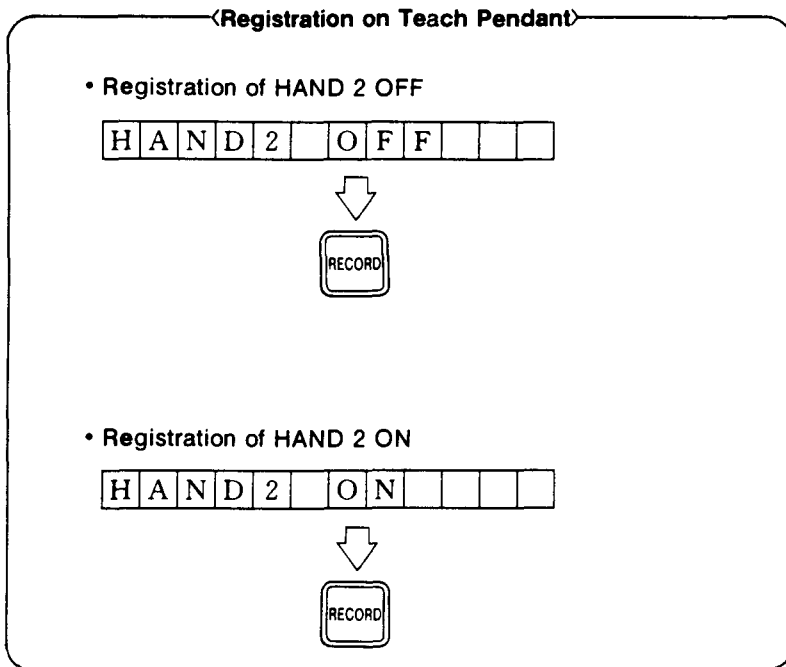 <Registration on Teach Pendant>
• Registration of HAND 2 OFF
HAND2 OFF
RECORD
• Registration of HAND 2 ON
HAND2 ON
RECORD